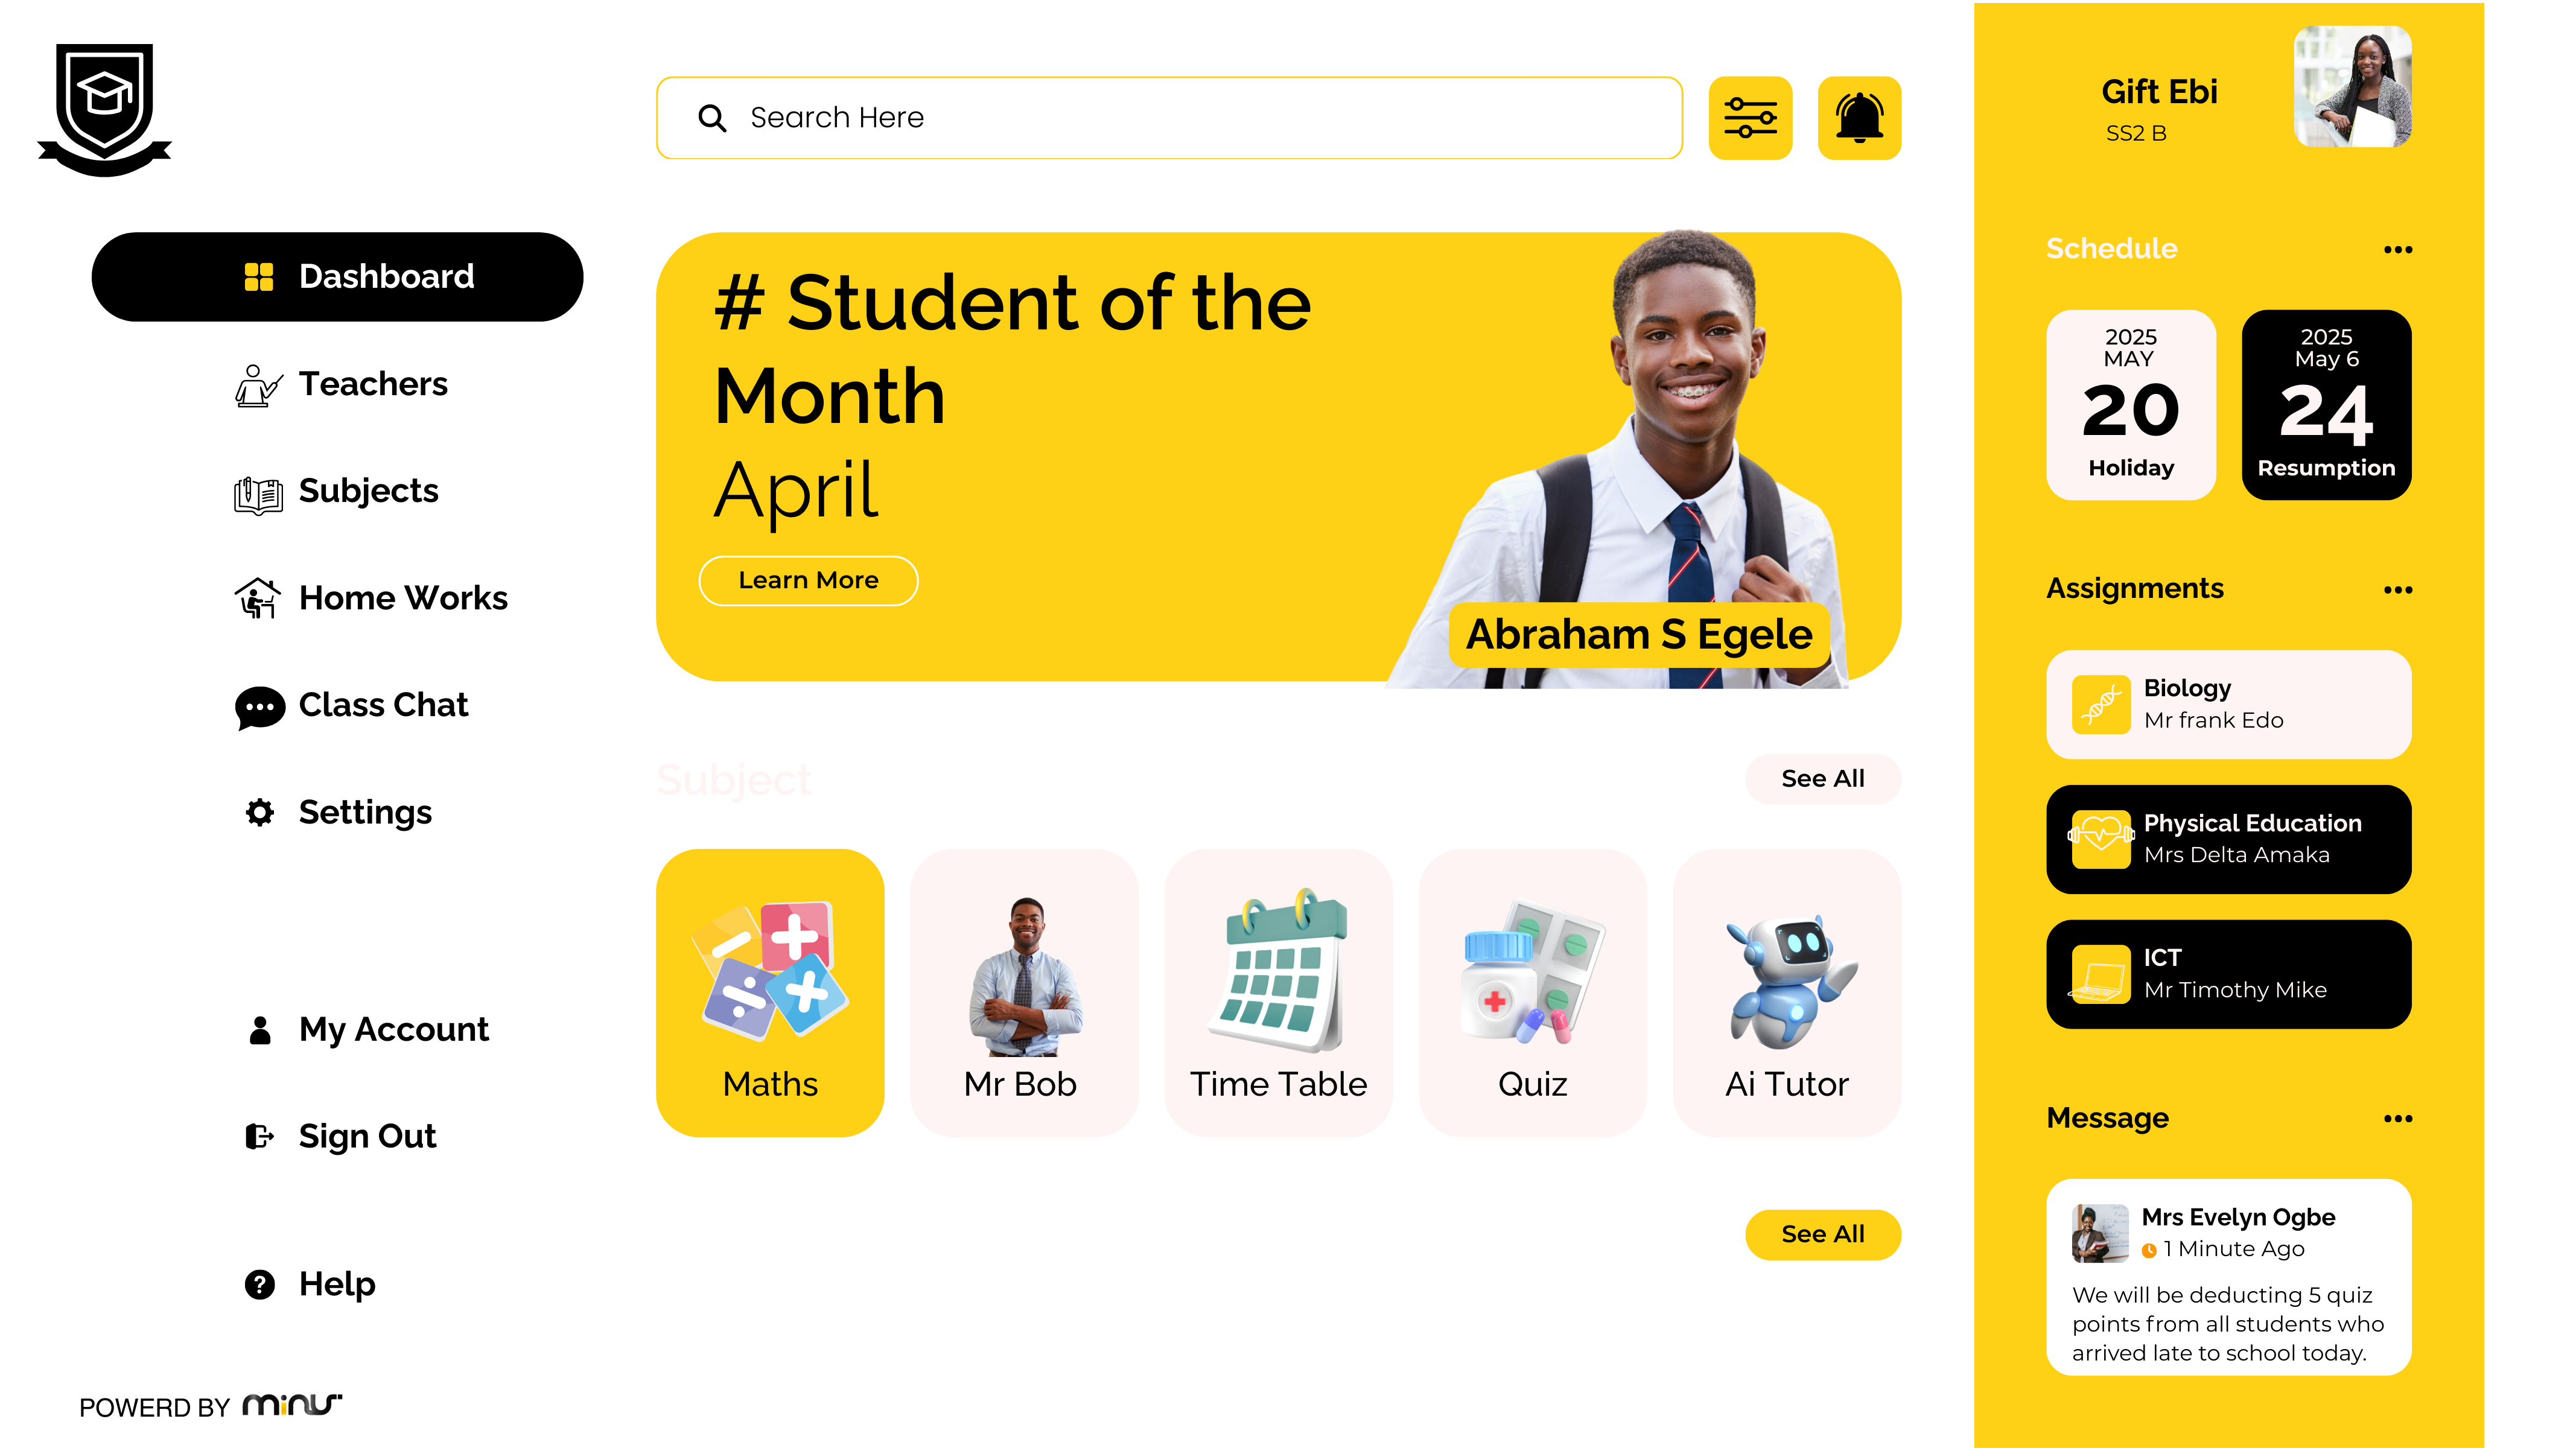 Dashboard
Teachers
Subjects
Home Works
Class Chat
Settings
My Account
Sign Out
Help
POWERD BY minus
Search Here
# Student of the
Month
April
Learn More
Abraham S Egele
Subject
See All
Maths
Mr Bob
Time Table
Quiz
Ai Tutor
See All
Gift Ebi
SS2 B
Schedule
2025
MAY
20
Holiday
2025
May 6
24
Resumption
Assignments
Biology
Mr frank Edo
Physical Education
Mrs Delta Amaka
ICT
Mr Timothy Mike
Message
Mrs Evelyn Ogbe
1 Minute Ago
We will be deducting 5 quiz
points from all students who
arrived late to school today.